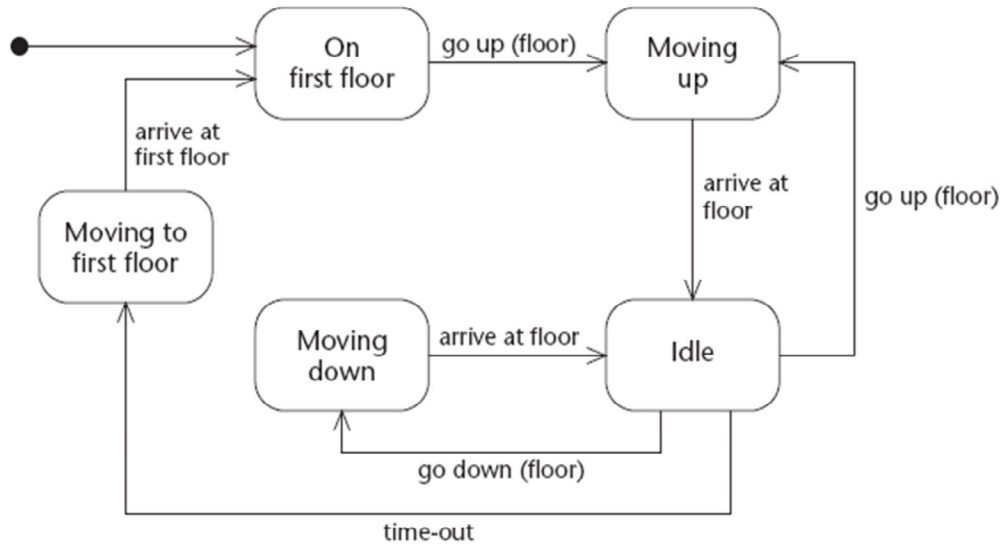 On
first floor
go up (floor)
Moving
up
arrive at
first floor
arrive at
floor
go up (floor)
Moving to
first floor
Moving
down
arrive at floor
Idle
go down (floor)
time-out